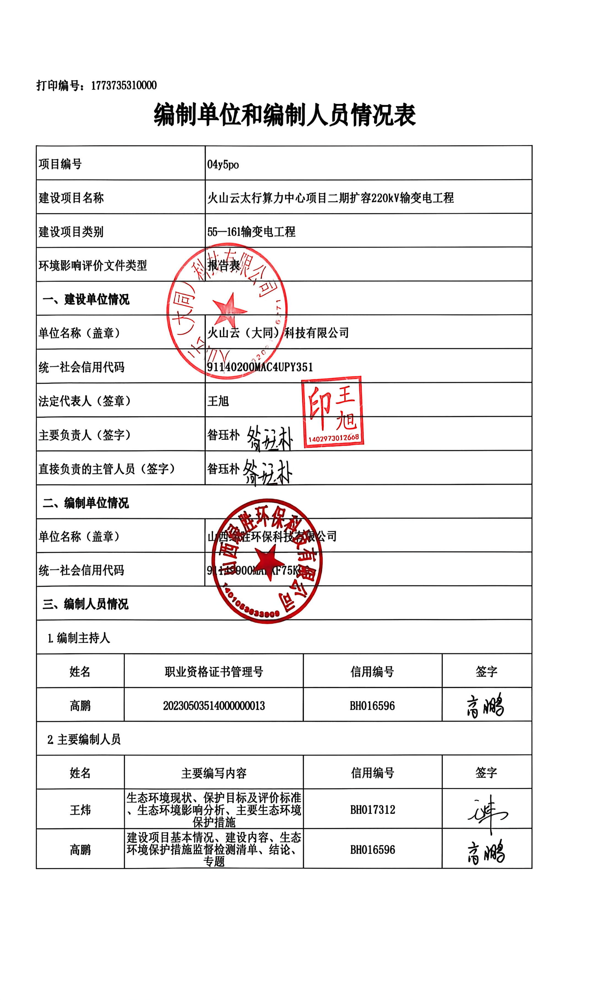 打印编号：1773735310000
编制单位和编制人员情况表
项目编号 04y5po
建设项目名称 火山云太行算力中心项目二期扩容220kV输变电工程
建设项目类别 55—161输变电工程
环境影响评价文件类型 报告表
一、建设单位情况
单位名称（盖章） 火山云（大同）科技有限公司
统一社会信用代码 91140200MAC4UPY351
法定代表人（签章） 王旭
王旭印
1402973012668
主要负责人（签字） 昝珏朴 昝珏朴
直接负责的主管人员（签字） 昝珏朴 昝珏朴
火山云（大同）科技有限公司
二、编制单位情况
单位名称（盖章） 山西绿胜环保科技有限公司
统一社会信用代码
山西绿胜环保科技有限公司
三、编制人员情况
1. 编制主持人
姓名 职业资格证书管理号 信用编号 签字
高鹏 20230503514000000013 BH016596 高鹏
2. 主要编制人员
姓名 主要编写内容 信用编号 签字
王炜 生态环境现状、保护目标及评价标准
、生态环境影响分析、主要生态环境
保护措施 BH017312
高鹏 建设项目基本情况、建设内容、生态
环境保护措施监督检测清单、结论、
专题 BH016596 高鹏